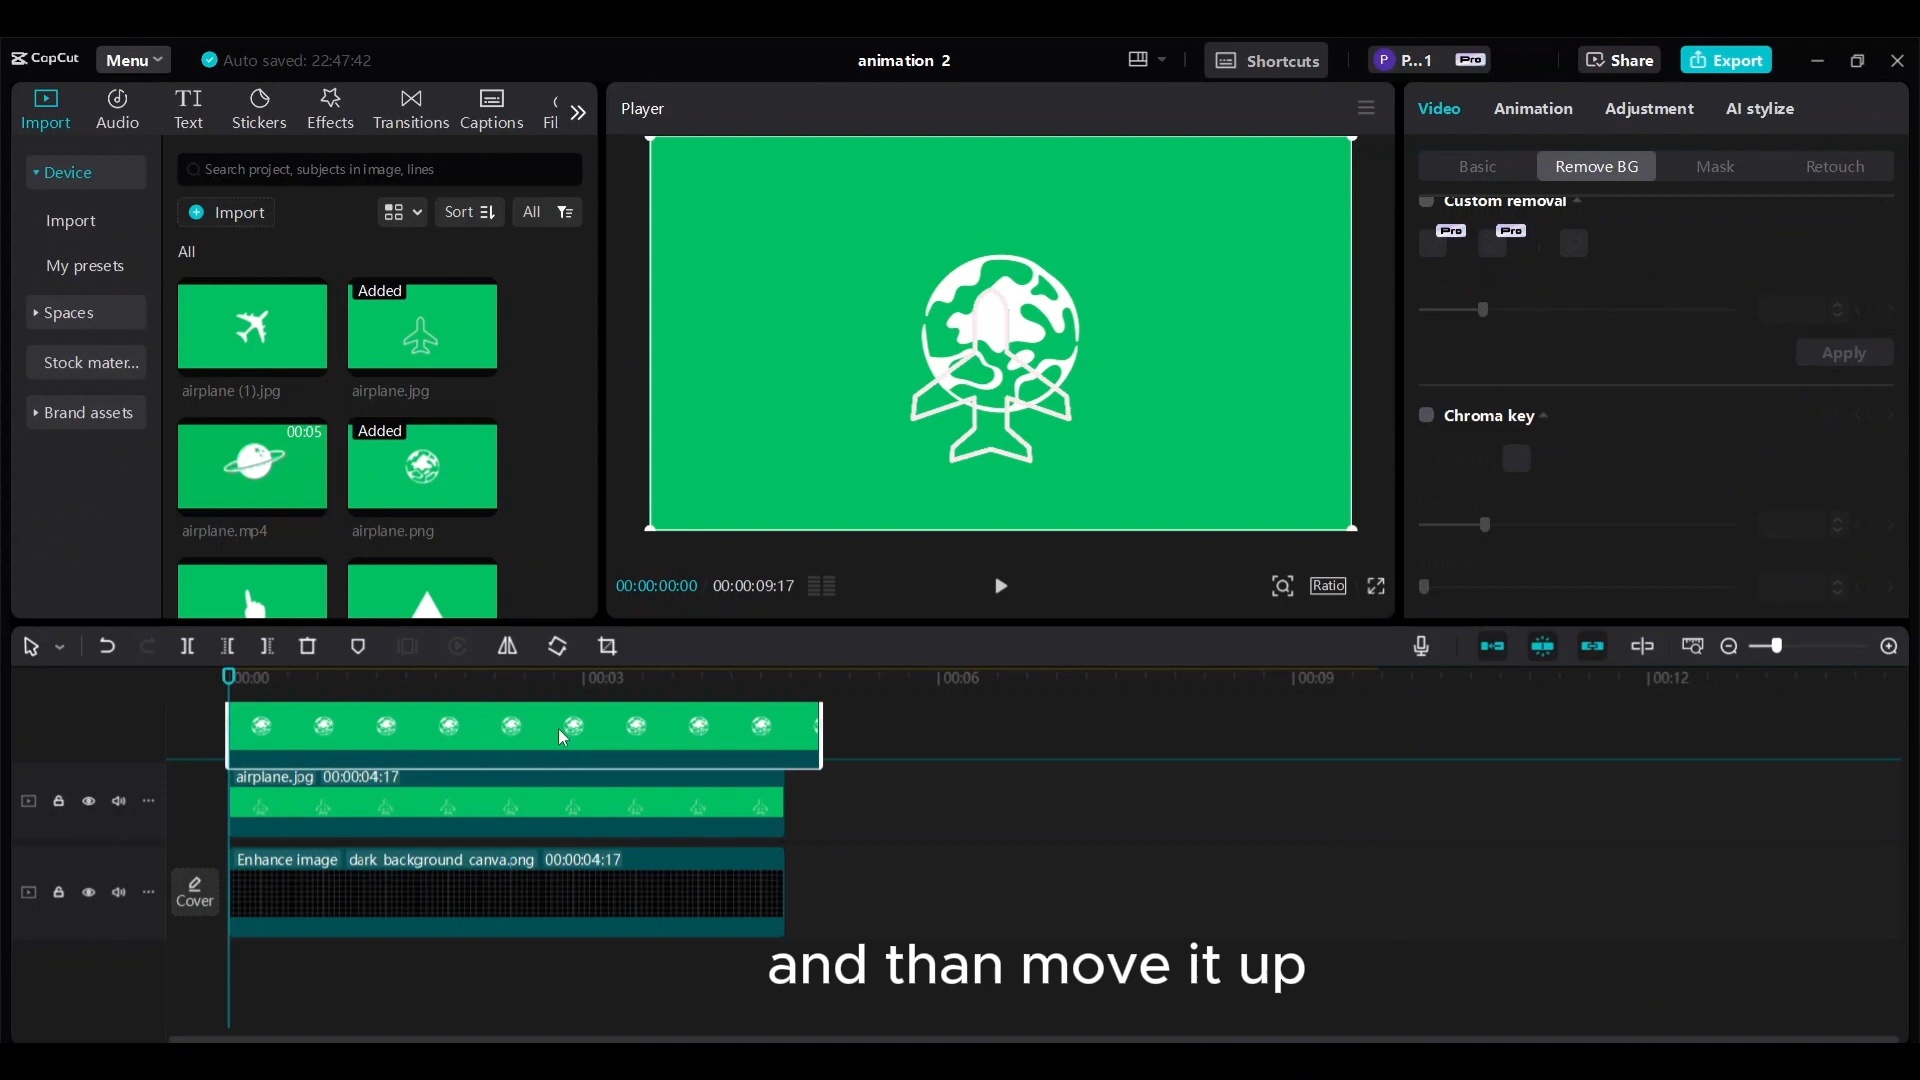 CapCut
Menu
Auto saved: 22:47:42
animation 2
Shortcuts
P
P...1
Pro
Share
Export
Import
Audio
TI
Text
Stickers
Effects
Transitions
Captions
Fil
Player
Video
Animation
Adjustment
AI stylize
Device
Import
My presets
Spaces
Stock mater...
Brand assets
Search project, subjects in image, lines
Import
Sort
All
All
airplane (1).jpg
Added
airplane.jpg
00:05
airplane.mp4
Added
airplane.png
Basic
Remove BG
Mask
Retouch
Custom removal
Pro
Pro
Apply
Chroma key
00:00:00:00
00:00:09:17
Ratio
00:00
00:03
00:06
00:09
00:12
airplane.jpg 00:00:04:17
Enhance image dark background canva.png 00:00:04:17
Cover
and than move it up